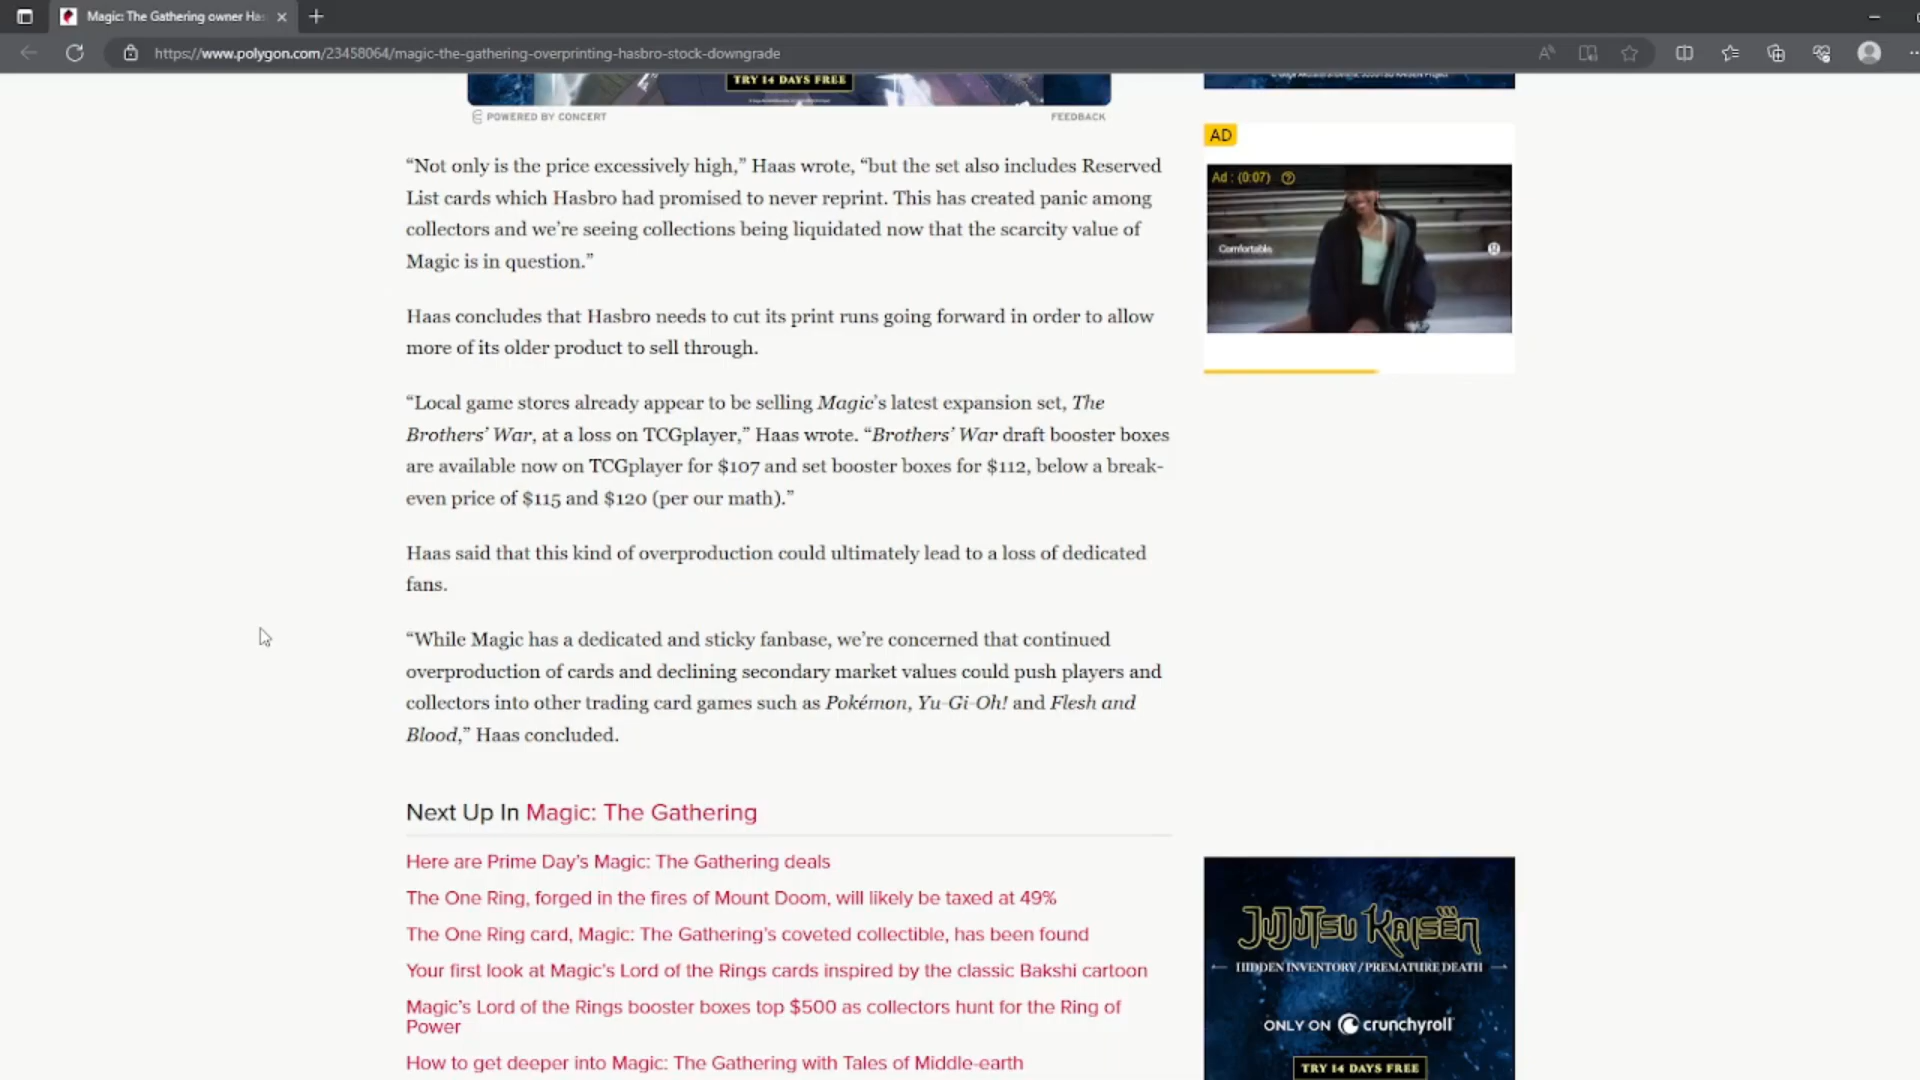 Magic: The Gathering owner Ha
https://www.polygon.com/23458064/magic-the-gathering-overprinting-hasbro-stock-downgrade
TRY 14 DAYS FREE
POWERED BY CONCERT
FEEDBACK
AD
Ad : (0:07)
Comfortable.
“Not only is the price excessively high,” Haas wrote, “but the set also includes Reserved
List cards which Hasbro had promised to never reprint. This has created panic among
collectors and we’re seeing collections being liquidated now that the scarcity value of
Magic is in question.”
Haas concludes that Hasbro needs to cut its print runs going forward in order to allow
more of its older product to sell through.
“Local game stores already appear to be selling Magic’s latest expansion set, The
Brothers’ War, at a loss on TCGplayer,” Haas wrote. “Brothers’ War draft booster boxes
are available now on TCGplayer for $107 and set booster boxes for $112, below a break-
even price of $115 and $120 (per our math).”
Haas said that this kind of overproduction could ultimately lead to a loss of dedicated
fans.
“While Magic has a dedicated and sticky fanbase, we’re concerned that continued
overproduction of cards and declining secondary market values could push players and
collectors into other trading card games such as Pokémon, Yu-Gi-Oh! and Flesh and
Blood,” Haas concluded.
Next Up In Magic: The Gathering
Here are Prime Day’s Magic: The Gathering deals
The One Ring, forged in the fires of Mount Doom, will likely be taxed at 49%
The One Ring card, Magic: The Gathering’s coveted collectible, has been found
Your first look at Magic’s Lord of the Rings cards inspired by the classic Bakshi cartoon
Magic’s Lord of the Rings booster boxes top $500 as collectors hunt for the Ring of
Power
How to get deeper into Magic: The Gathering with Tales of Middle-earth
JUJUTSU KAISEN
HIDDEN INVENTORY / PREMATURE DEATH
ONLY ON crunchyroll
TRY 14 DAYS FREE